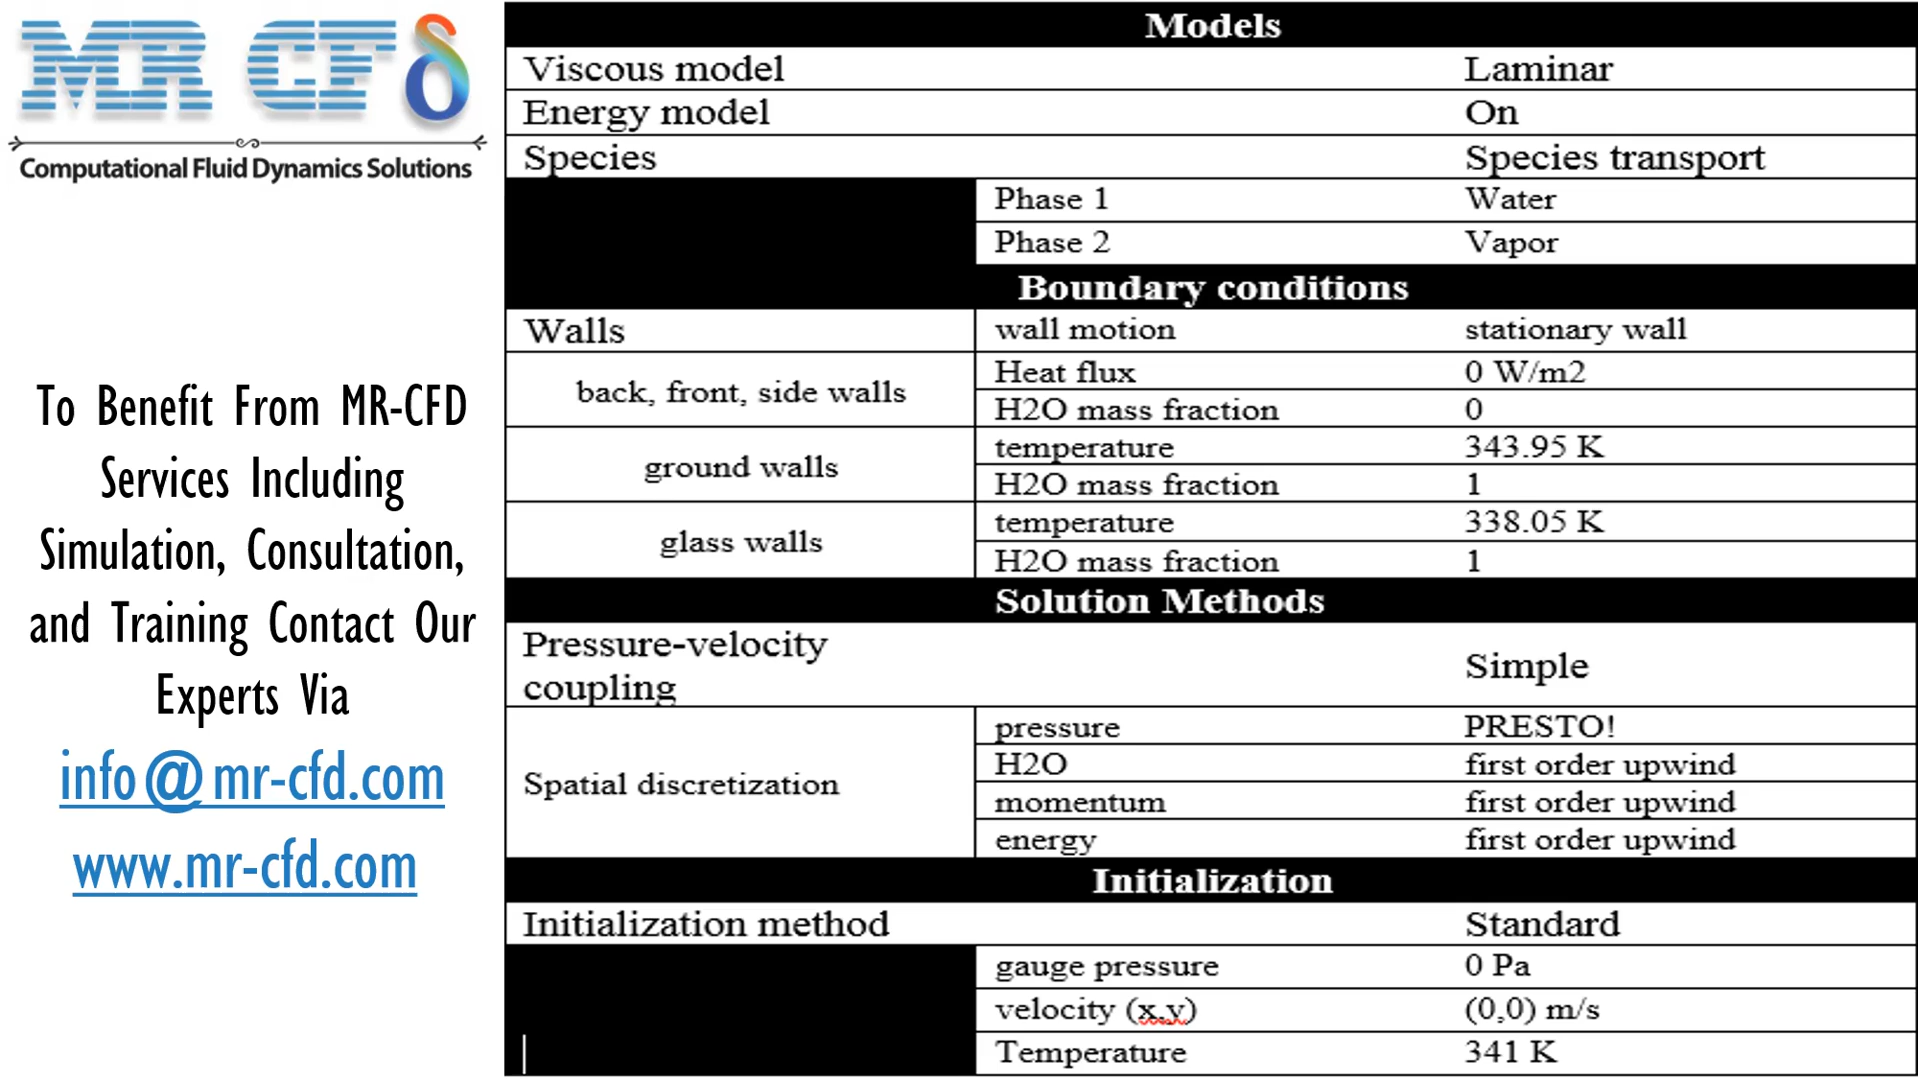 MR CFδ
Computational Fluid Dynamics Solutions
To Benefit From MR-CFD
Services Including
Simulation, Consultation,
and Training Contact Our
Experts Via
info@mr-cfd.com
www.mr-cfd.com
Models
Viscous model Laminar
Energy model On
Species Species transport
Phase 1 Water
Phase 2 Vapor
Boundary conditions
Walls wall motion stationary wall
back, front, side walls
Heat flux 0 W/m2
H2O mass fraction 0
ground walls
temperature 343.95 K
H2O mass fraction 1
glass walls
temperature 338.05 K
H2O mass fraction 1
Solution Methods
Pressure-velocity
coupling
Simple
Spatial discretization
pressure PRESTO!
H2O first order upwind
momentum first order upwind
energy first order upwind
Initialization
Initialization method Standard
gauge pressure 0 Pa
velocity (x,y) (0,0) m/s
Temperature 341 K